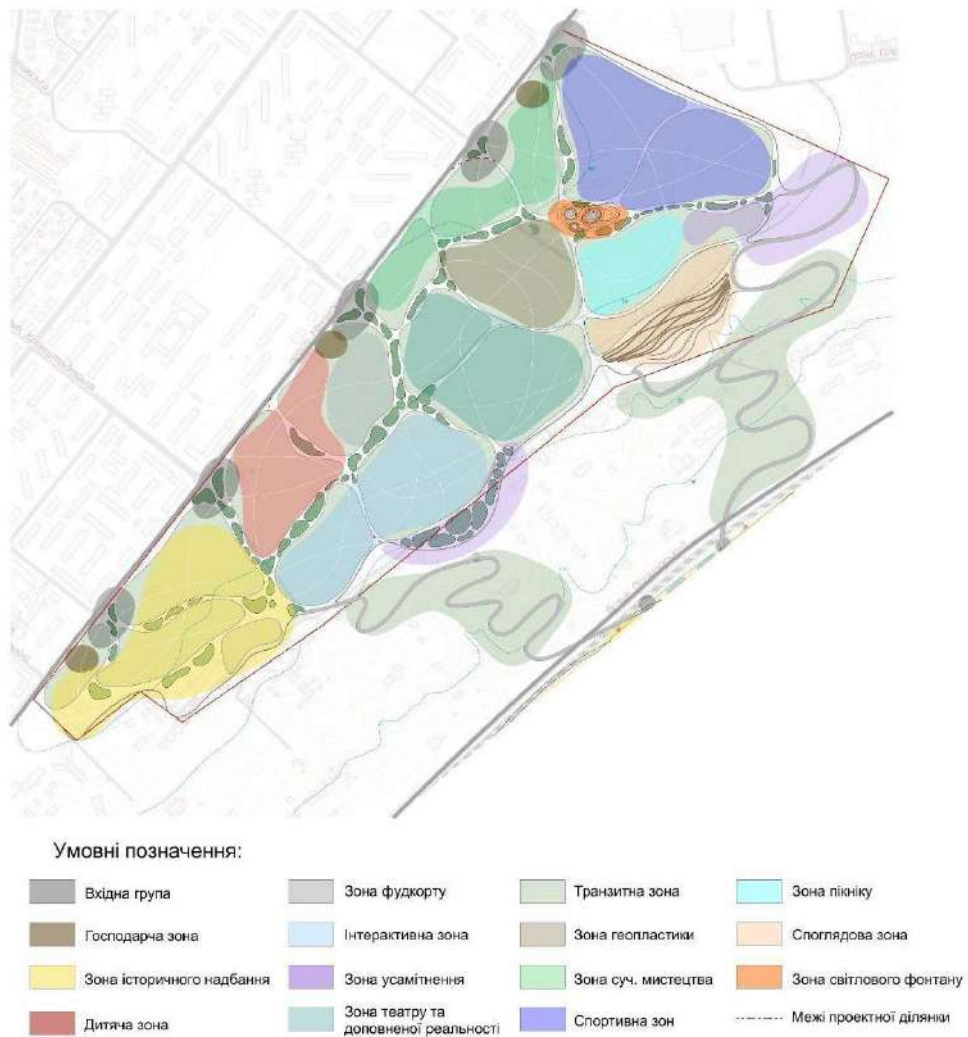 Умовні позначення:
Вхідна група
Зона фудкорту
Транзитна зона
Зона пікніку
Господарча зона
Інтерактивна зона
Зона геопластики
Споглядова зона
Зона історичного надбання
Зона усамітнення
Зона суч. мистецтва
Зона світлового фонтану
Дитяча зона
Зона театру та
доповненої реальності
Спортивна зон
Межі проектної ділянки